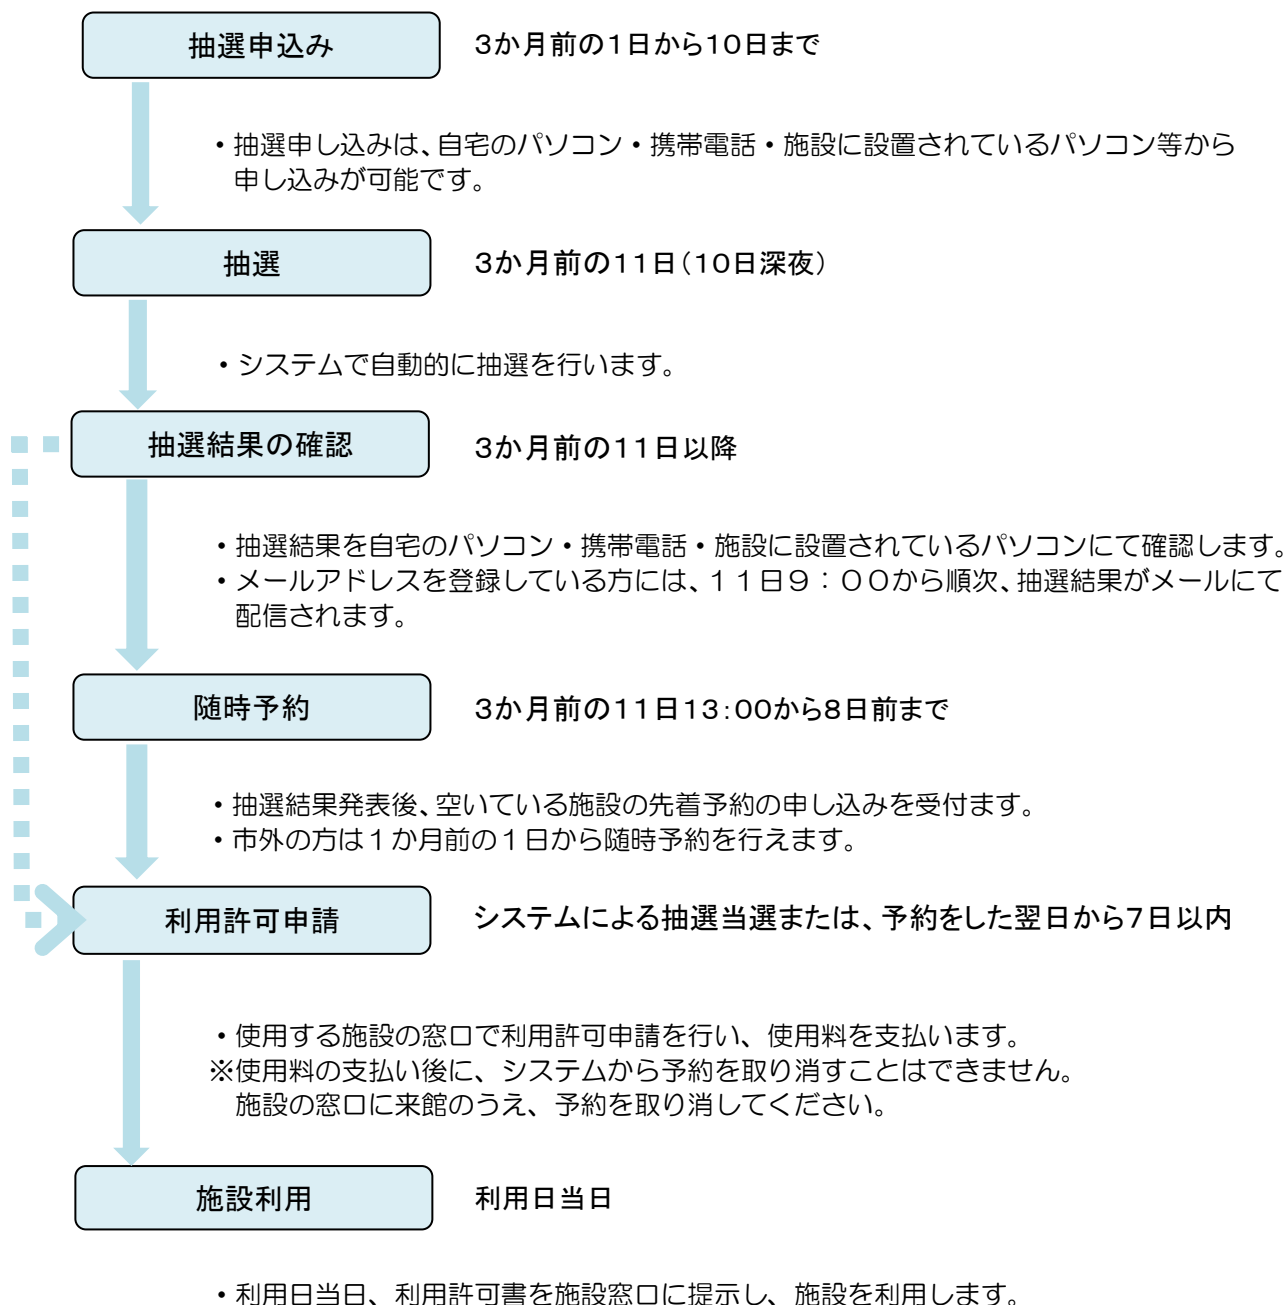 抽選申込み
3か月前の1日から10日まで
・抽選申し込みは、自宅のパソコン・携帯電話・施設に設置されているパソコン等から
申し込みが可能です。
抽選
3か月前の11日(10日深夜)
・システムで自動的に抽選を行います。
抽選結果の確認
3か月前の11日以降
・抽選結果を自宅のパソコン・携帯電話・施設に設置されているパソコンにて確認します。
・メールアドレスを登録している方には、11日9:00から順次、抽選結果がメールにて
配信されます。
随時予約
3か月前の11日13:00から8日前まで
・抽選結果発表後、空いている施設の先着予約の申し込みを受付ます。
・市外の方は1か月前の1日から随時予約を行えます。
利用許可申請
システムによる抽選当選または、予約をした翌日から7日以内
・使用する施設の窓口で利用許可申請を行い、使用料を支払います。
※使用料の支払い後に、システムから予約を取り消すことはできません。
施設の窓口に来館のうえ、予約を取り消してください。
施設利用
利用日当日
・利用日当日、利用許可書を施設窓口に提示し、施設を利用します。